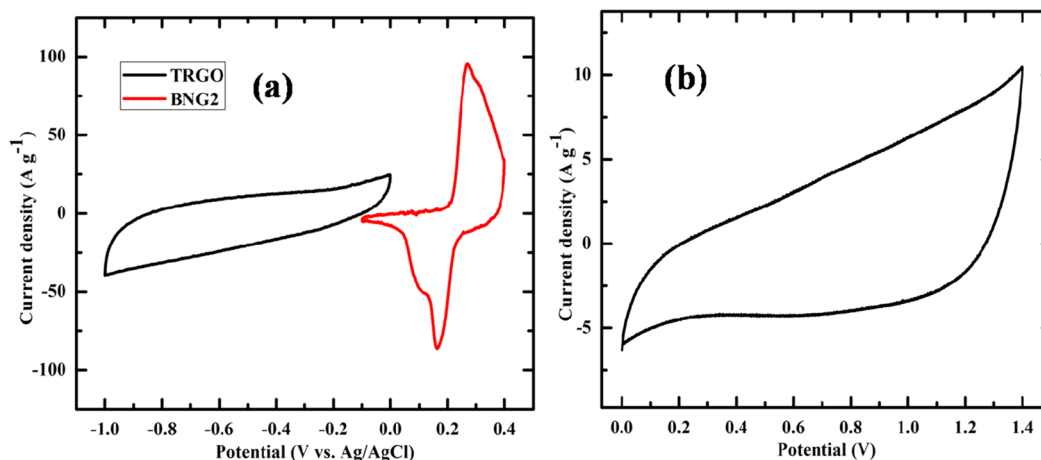 (a)
TRGO
BNG2
Current density (A g⁻¹)
100
50
0
-50
-100
-1.0 -0.8 -0.6 -0.4 -0.2 0.0 0.2 0.4
Potential (V vs. Ag/AgCl)
(b)
Current density (A g⁻¹)
10
5
0
-5
0.0 0.2 0.4 0.6 0.8 1.0 1.2 1.4
Potential (V)